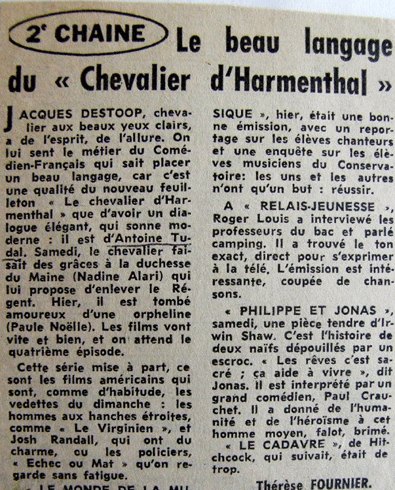 2e CHAINE
Le beau langage
du « Chevalier d'Harmenthal »
JACQUES DESTOOP, cheva-
lier aux beaux yeux clairs,
a de l'esprit, de l'allure. On
lui sent le métier du Comé-
dien-Français qui sait placer
un beau langage, car c'est
une qualité du nouveau feuil-
leton « Le chevalier d'Har-
menthal » que d'avoir un dia-
logue élégant, qui sonne mo-
derne : il est d'Antoine Tu-
dal. Samedi, le chevalier fai-
sait des grâces à la duchesse
du Maine (Nadine Alari) qui
lui propose d'enlever le Ré-
gent. Hier, il est tombé
amoureux d'une orpheline
(Paule Noëlle). Les films vont
vite et bien, et on attend le
quatrième épisode.
Cette série mise à part, ce
sont les films américains qui
sont, comme d'habitude, les
vedettes du dimanche : les
hommes aux hanches étroites,
comme « Le Virginien », et
Josh Randall, qui ont du
charme, ou les policiers,
« Echec ou Mat » qu'on re-
garde sans fatigue.
« LE MONDE DE LA MU-
SIQUE », hier, était une bon-
ne émission, avec un repor-
tage sur les élèves chanteurs
et une enquête sur les élè-
ves musiciens du Conserva-
toire: les uns et les autres
n'ont qu'un but : réussir.
A « RELAIS-JEUNESSE »,
Roger Louis a interviewé les
professeurs du bac et parlé
camping. Il a trouvé le ton
exact, direct pour s'exprimer
à la télé. L'émission est inté-
ressante, coupée de chan-
sons.
« PHILIPPE ET JONAS »,
samedi, une pièce tendre d'Ir-
win Shaw. C'est l'histoire de
deux naïfs dépouillés par un
escroc. « Les rêves c'est sa-
cré ; ça aide à vivre », dit
Jonas. Il est interprété par un
grand comédien, Paul Crau-
chet. Il a donné de l'huma-
nité et de l'héroïsme à cet
homme moyen, falot, brimé.
« LE CADAVRE », de Hit-
chcock, qui suivait, était de
trop.
Thérèse FOURNIER.